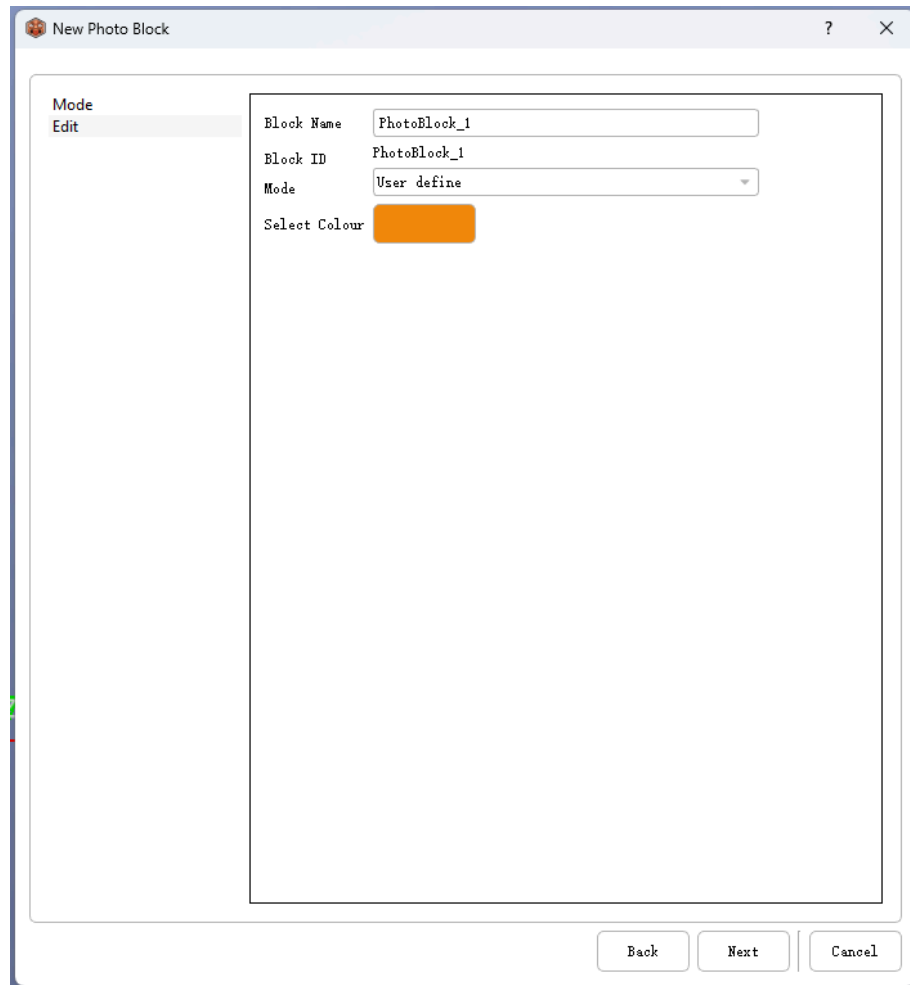 New Photo Block
?
Mode
Edit
Block Name
PhotoBlock_1
Block ID
PhotoBlock_1
Mode
User define
Select Colour
Back
Next
Cancel